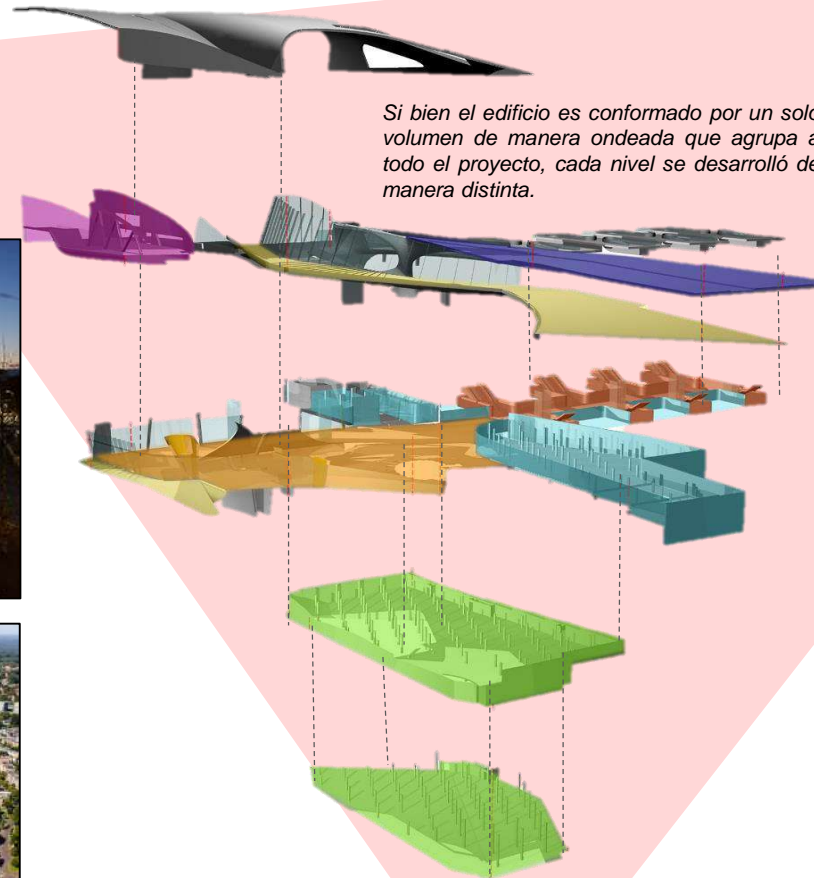 Si bien el edificio es conformado por un solo
volumen de manera ondeada que agrupa a
todo el proyecto, cada nivel se desarrolló de
manera distinta.